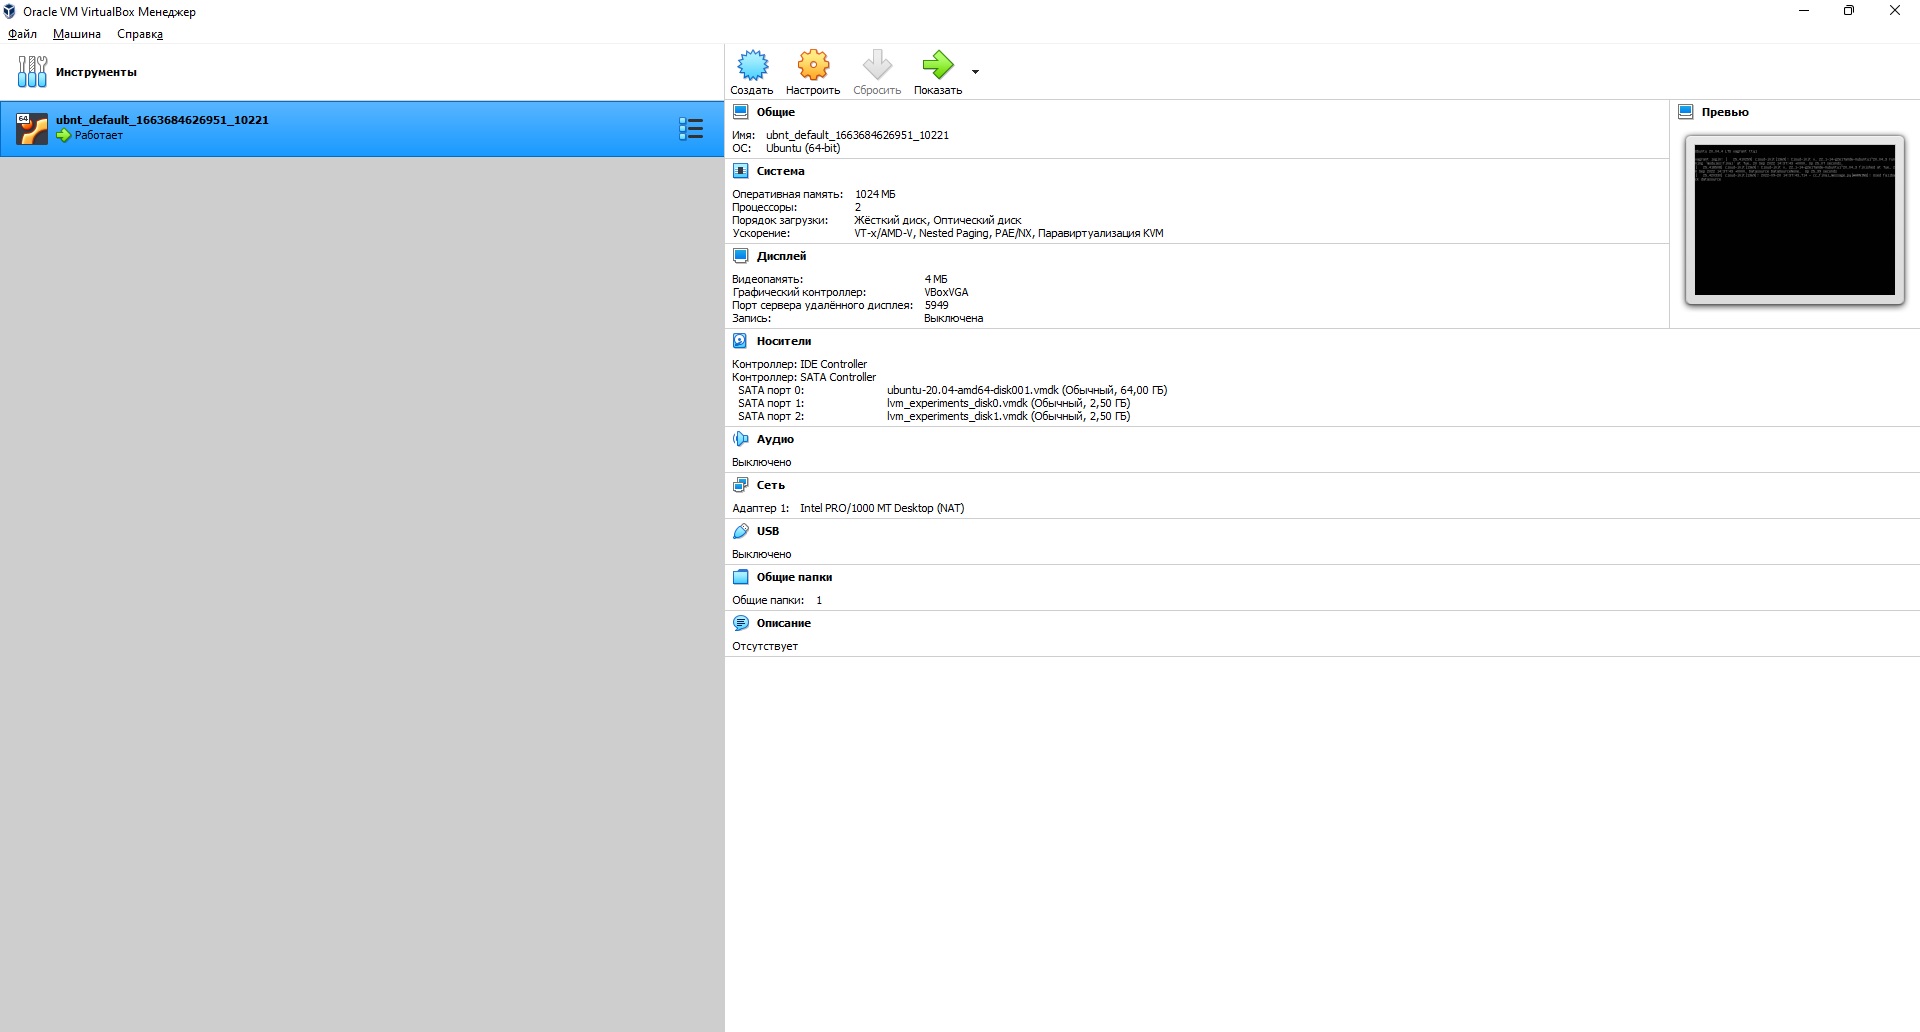 Oracle VM VirtualBox Менеджер
Файл Машина Справка
Инструменты
64
ubnt_default_1663684626951_10221
Работает
Создать Настроить Сбросить Показать
Общие
Имя: ubnt_default_1663684626951_10221
ОС: Ubuntu (64-bit)
Превью
Система
Оперативная память: 1024 МБ
Процессоры: 2
Порядок загрузки: Жёсткий диск, Оптический диск
Ускорение: VT-x/AMD-V, Nested Paging, PAE/NX, Паравиртуализация KVM
Дисплей
Видеопамять: 4 МБ
Графический контроллер: VBoxVGA
Порт сервера удалённого дисплея: 5949
Запись: Выключена
Носители
Контроллер: IDE Controller
Контроллер: SATA Controller
SATA порт 0: ubuntu-20.04-amd64-disk001.vmdk (Обычный, 64,00 ГБ)
SATA порт 1: lvm_experiments_disk0.vmdk (Обычный, 2,50 ГБ)
SATA порт 2: lvm_experiments_disk1.vmdk (Обычный, 2,50 ГБ)
Аудио
Выключено
Сеть
Адаптер 1: Intel PRO/1000 MT Desktop (NAT)
USB
Выключено
Общие папки
Общие папки: 1
Описание
Отсутствует